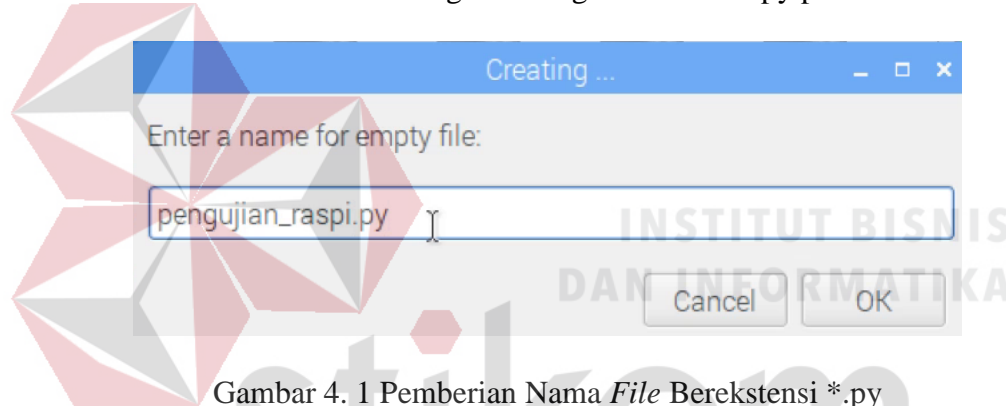 Creating ...
Enter a name for empty file:
pengujian_raspi.py
INSTITUT BISNIS
DAN INFORMATIKA
Cancel OK
stikom
Gambar 4. 1 Pemberian Nama File Berekstensi *.py